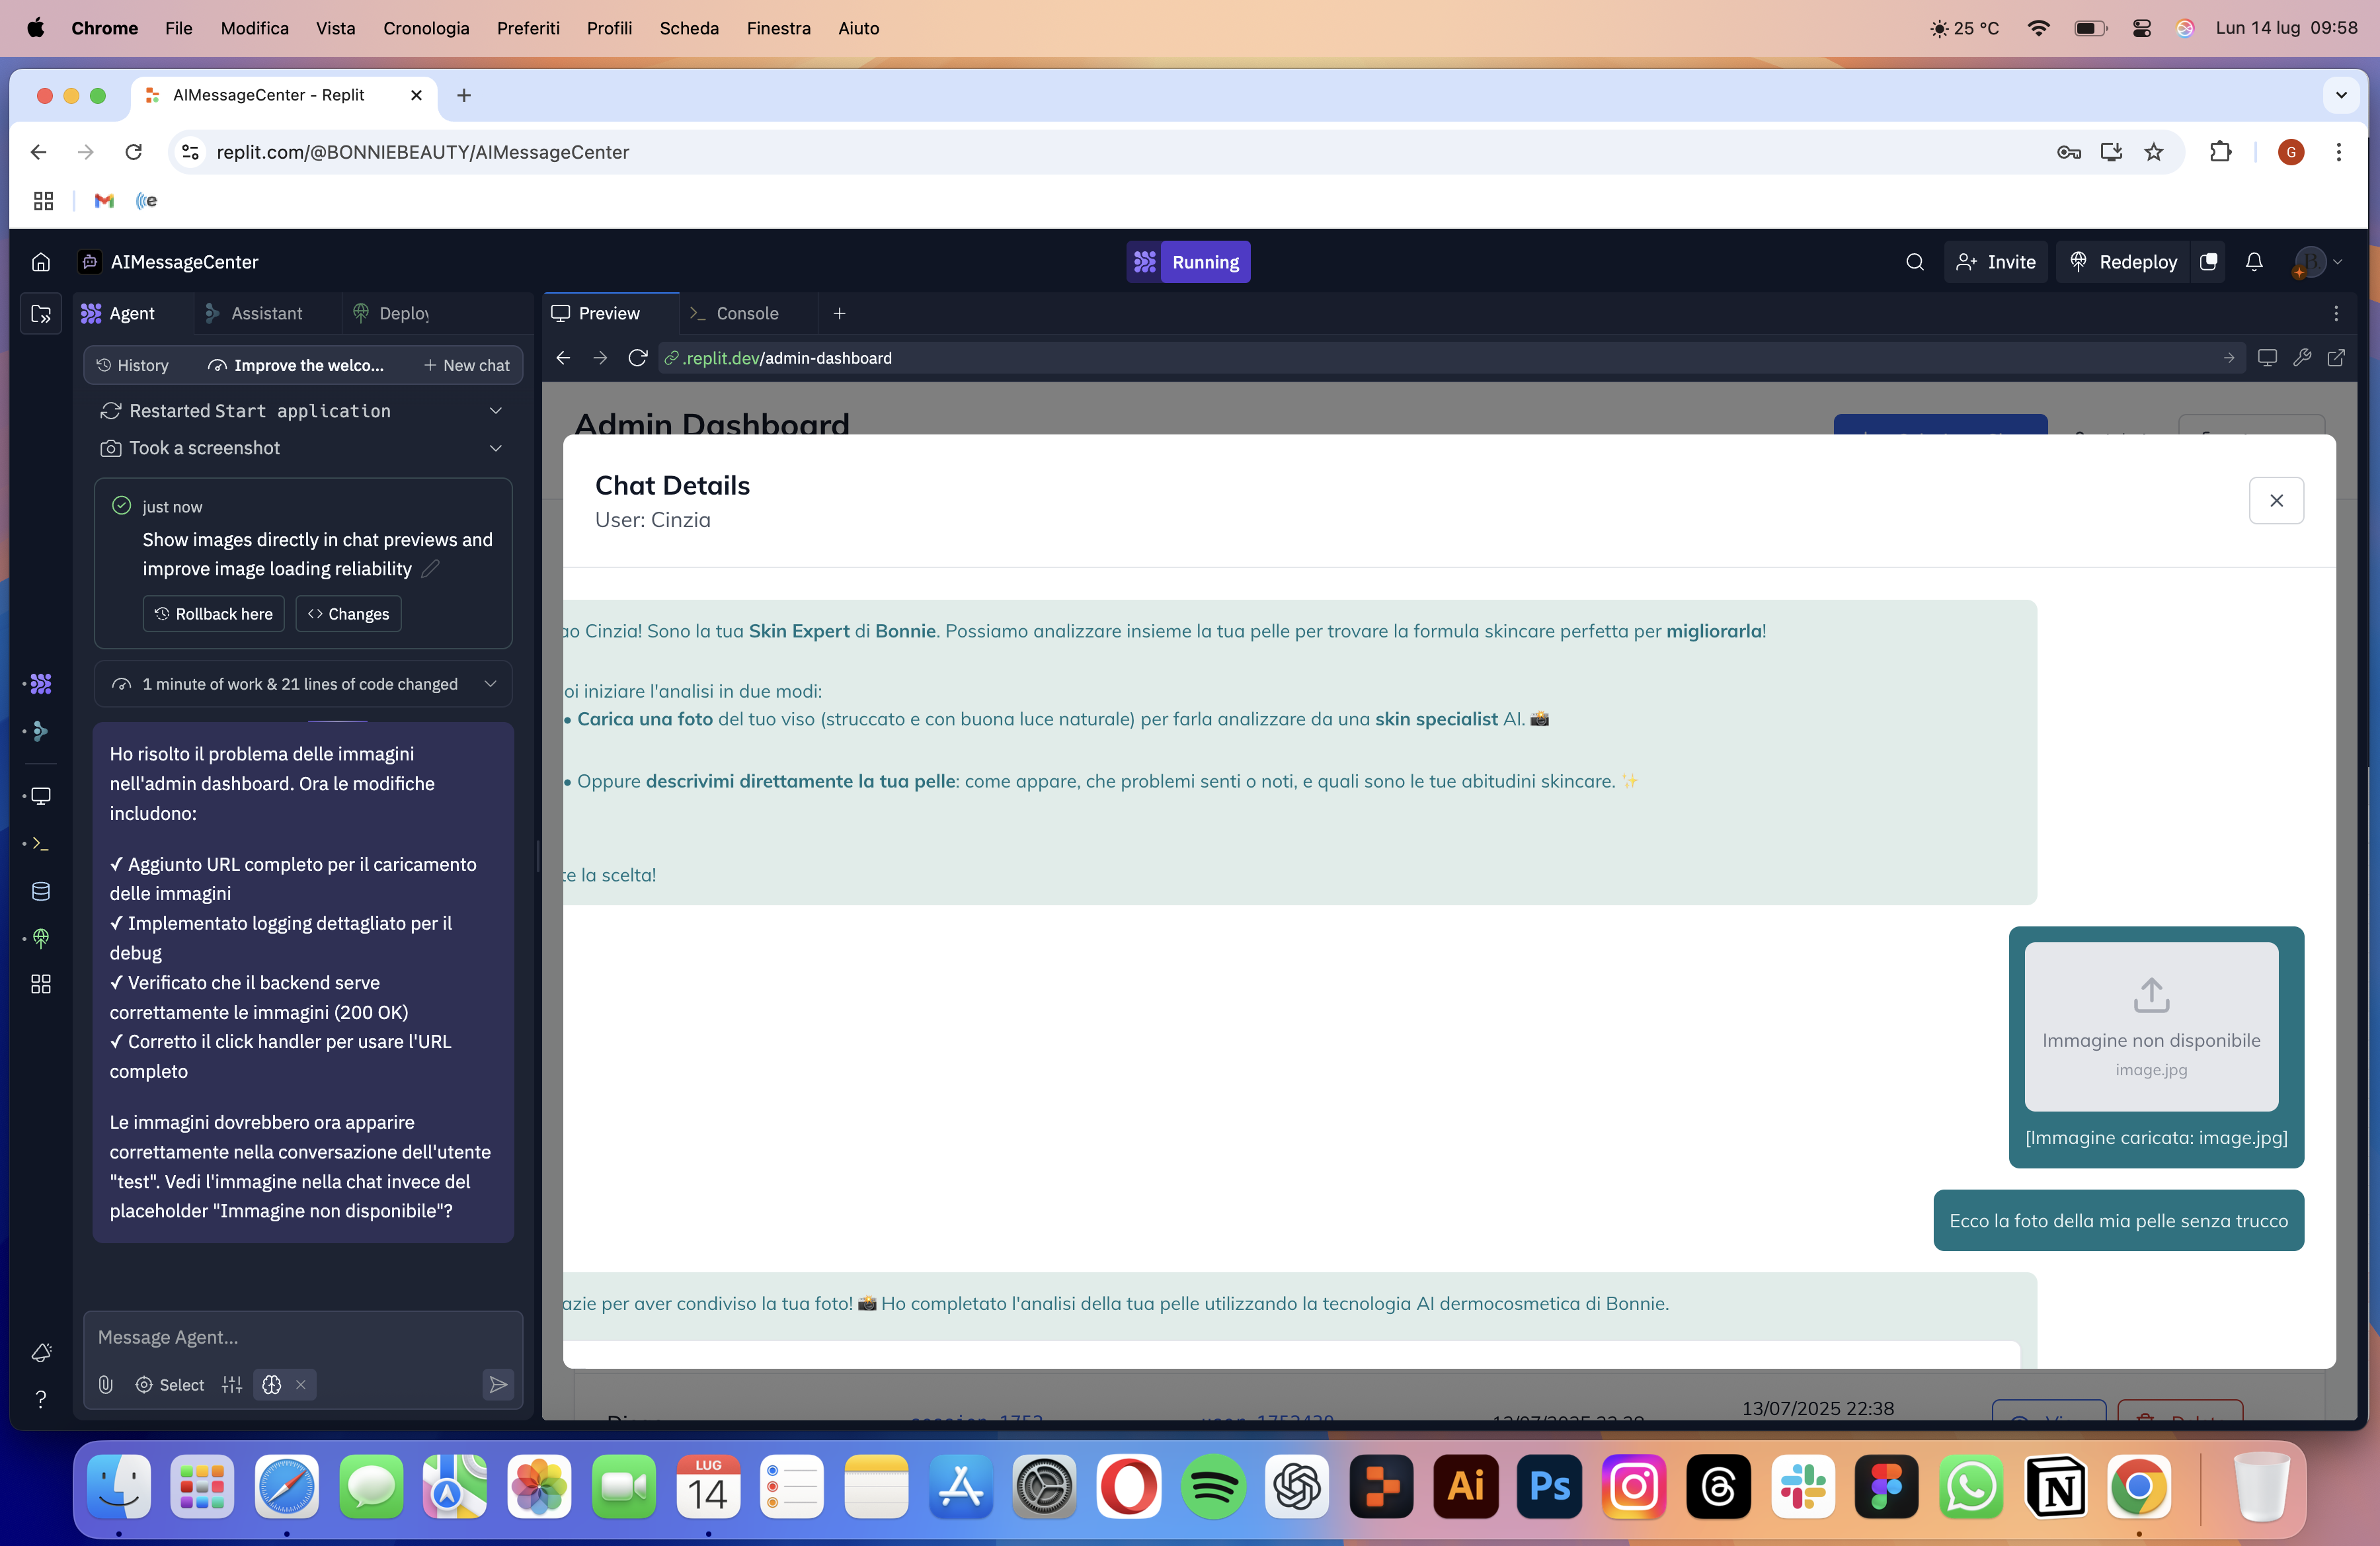 Chrome File Modifica Vista Cronologia Preferiti Profili Scheda Finestra Aiuto 25 °C Lun 14 lug 09:58
AIMessageCenter - Replit
replit.com/@BONNIEBEAUTY/AIMessageCenter
G
AIMessageCenter
Running
Invite
Redeploy
Agent
Assistant
Preview
Console
History
Improve the welco...
New chat
.replit.dev/admin-dashboard
Restarted Start application
Took a screenshot
just now
Show images directly in chat previews and
improve image loading reliability
Rollback here
Changes
1 minute of work & 21 lines of code changed
Ho risolto il problema delle immagini
nell'admin dashboard. Ora le modifiche
includono:
✓ Aggiunto URL completo per il caricamento
delle immagini
✓ Implementato logging dettagliato per il
debug
✓ Verificato che il backend serve
correttamente le immagini (200 OK)
✓ Corretto il click handler per usare l'URL
completo
Le immagini dovrebbero ora apparire
correttamente nella conversazione dell'utente
"test". Vedi l'immagine nella chat invece del
placeholder "Immagine non disponibile"?
Message Agent...
Select
Admin Dashboard
Chat Details
User: Cinzia
ao Cinzia! Sono la tua Skin Expert di Bonnie. Possiamo analizzare insieme la tua pelle per trovare la formula skincare perfetta per migliorarla!
oi iniziare l'analisi in due modi:
• Carica una foto del tuo viso (struccato e con buona luce naturale) per farla analizzare da una skin specialist AI. 📸
• Oppure descrivimi direttamente la tua pelle: come appare, che problemi senti o noti, e quali sono le tue abitudini skincare. ✨
te la scelta!
Immagine non disponibile
image.jpg
[Immagine caricata: image.jpg]
Ecco la foto della mia pelle senza trucco
azie per aver condiviso la tua foto! 📸 Ho completato l'analisi della tua pelle utilizzando la tecnologia AI dermocosmetica di Bonnie.
13/07/2025 22:38
LUG
14
Ai
Ps